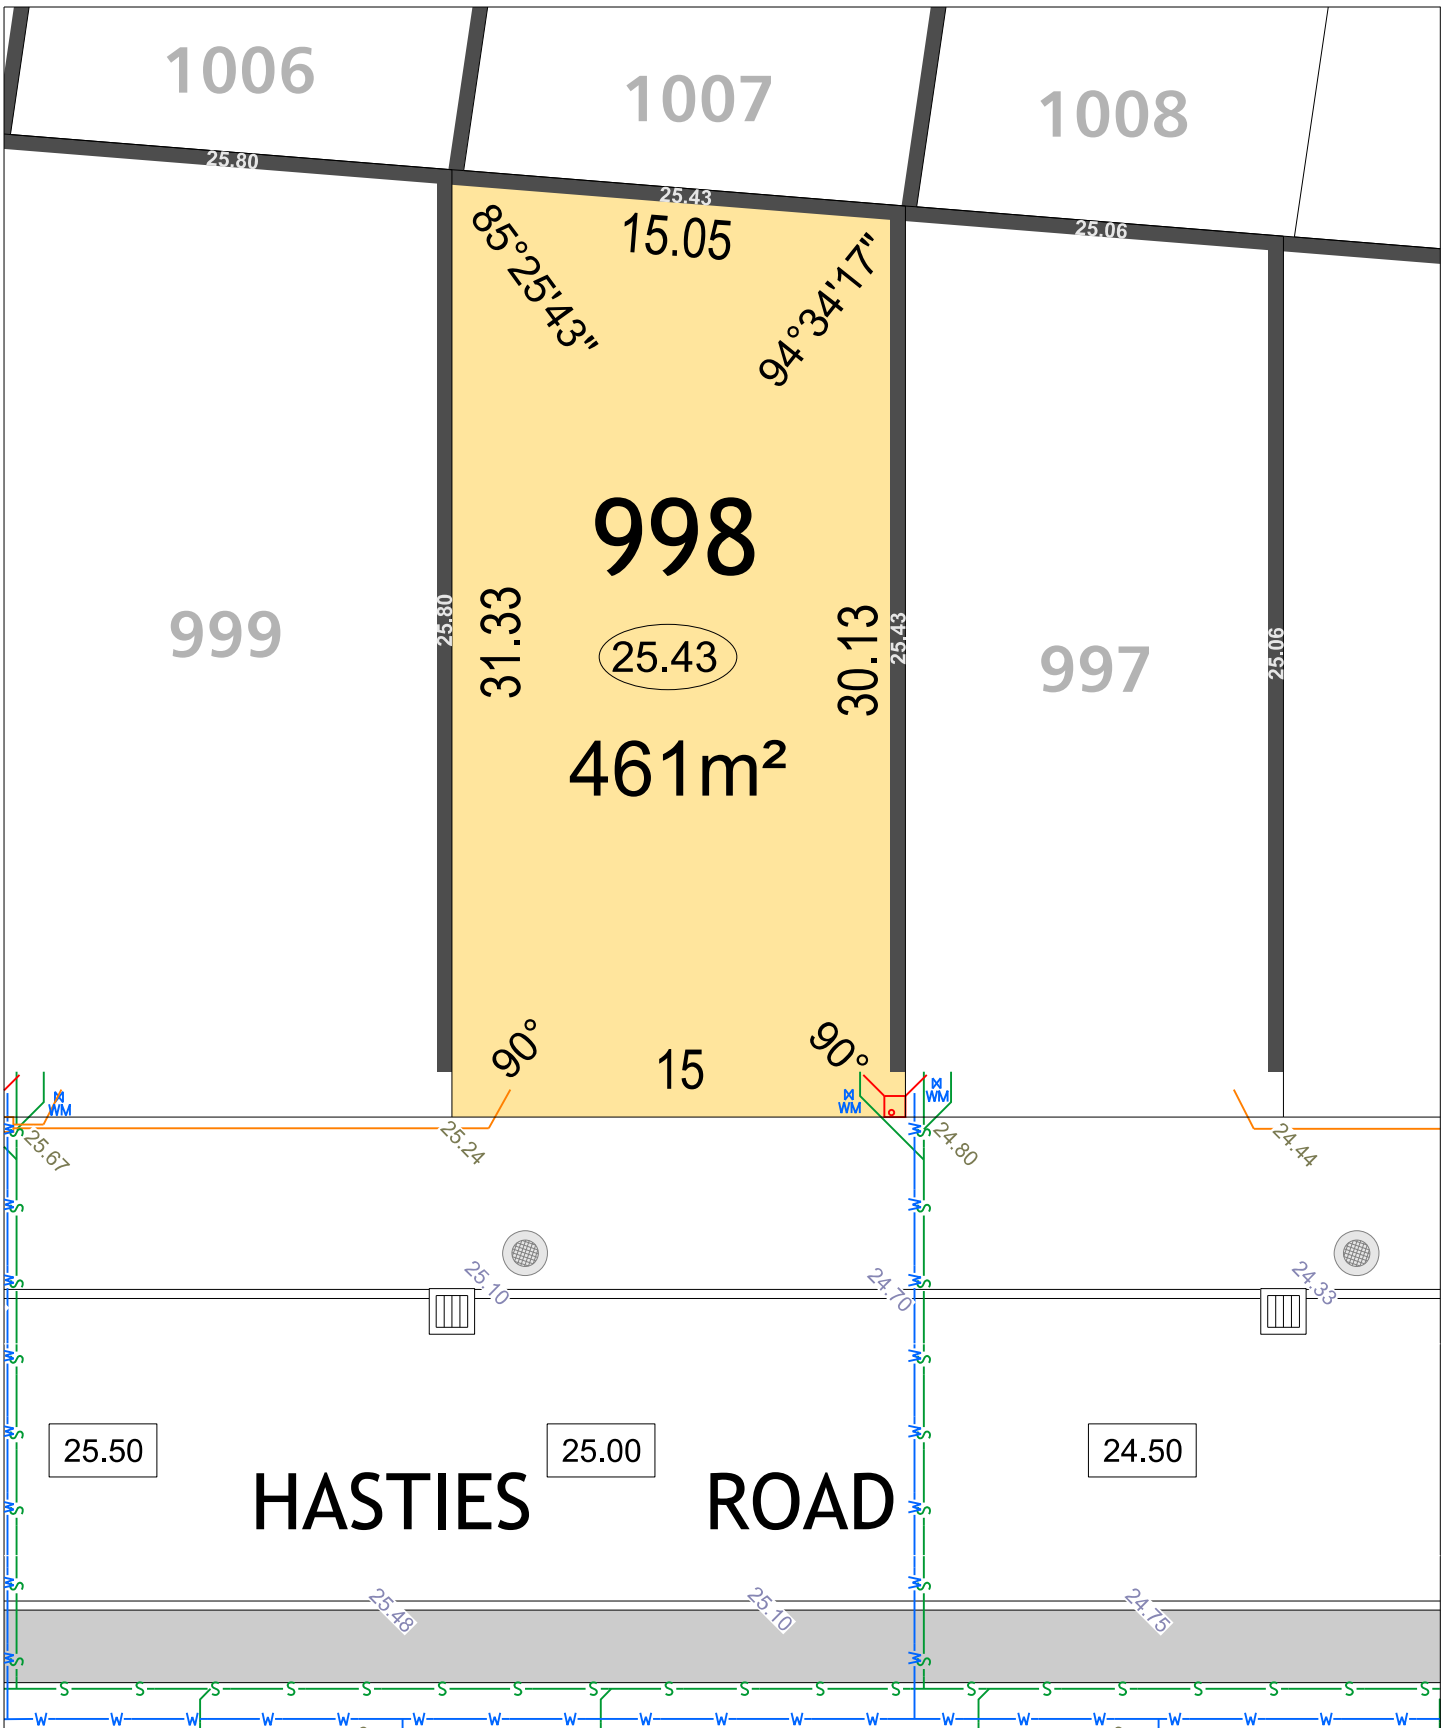 1006
1007
1008
25.80
25.43
25.06
15.05
85°25'43"
94°34'17"
998
999
997
25.80
31.33
25.43
30.13
25.43
25.06
461m²
90°
15
90°
WM
WM
WM
25.67
25.24
24.80
24.44
25.10
24.70
24.33
25.50
25.00
24.50
HASTIES ROAD
25.48
25.10
24.75
W S W S
W S W S
W S W S
W S W S
W S W S
W S W S
W S W S
W S W S
S S S S S S S S S S S S S S S S S S S
W W W W W W W W W W W W W W W W W W W